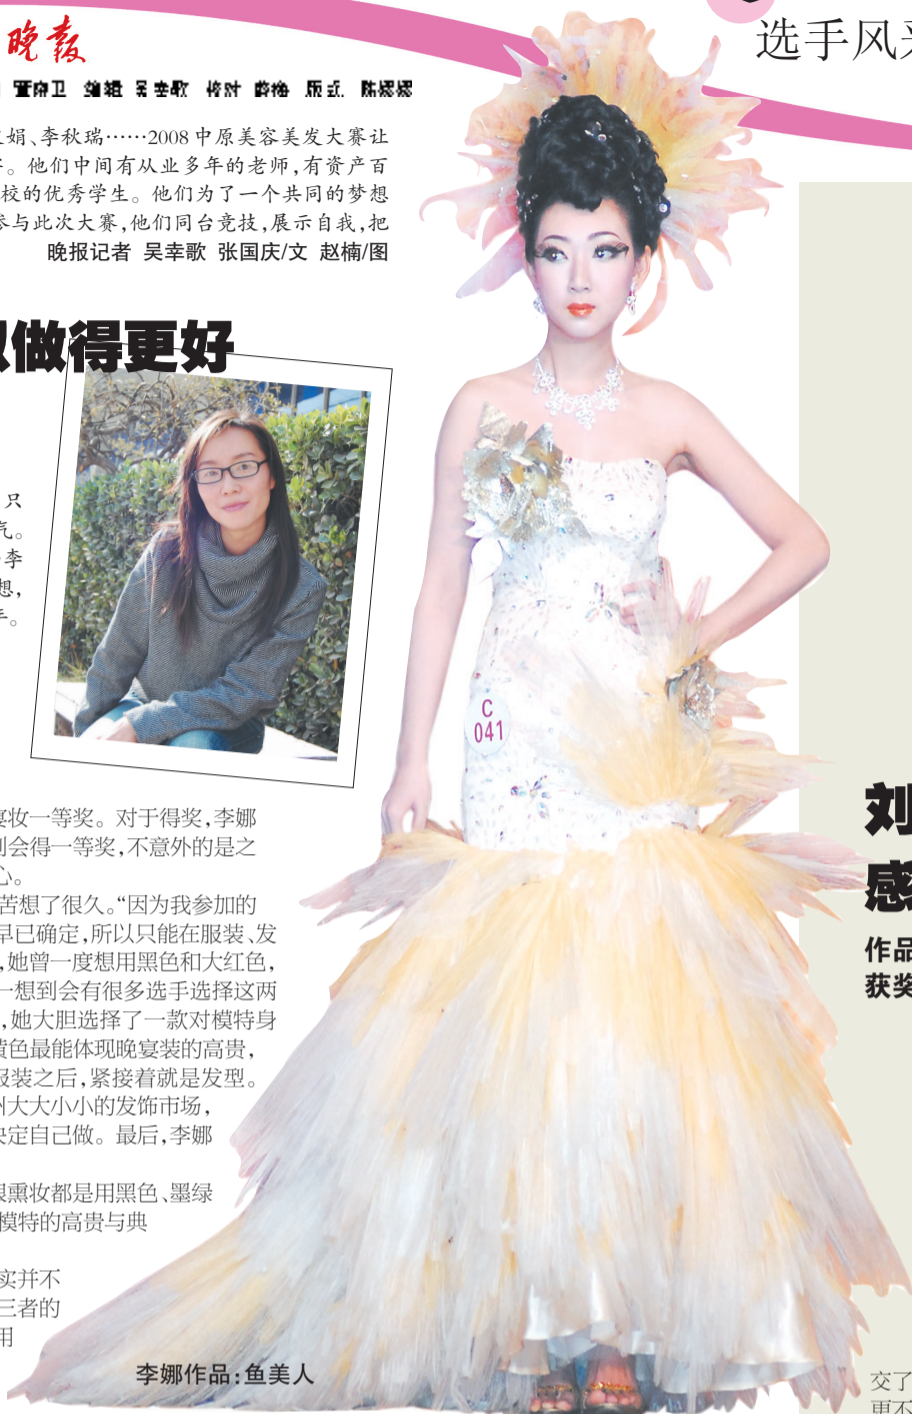 晚报
选手风
娟、李秋瑞……2008中原美容美发大赛让
。他们中间有从业多年的老师,有资产百
校的优秀学生。他们为了一个共同的梦想
参与此次大赛,他们同台竞技,展示自我,把
晚报记者 吴幸歌 张国庆/文 赵楠/图
做得更好
只
气。
李
想,
宴妆一等奖。对于得奖,李娜
会得一等奖,不意外的是之
心。
苦想了很久。“因为我参加的
早已确定,所以只能在服装、发
,她曾一度想用黑色和大红色,
一想到会有很多选手选择这两
,她大胆选择了一款对模特身
黄色最能体现晚宴装的高贵,
服装之后,紧接着就是发型。
州大大小小的发饰市场,
决定自己做。最后,李娜
眼熏妆都是用黑色、墨绿
模特的高贵与典
实并不
三者的
用
C
041
李娜作品:鱼美人
刘
感
作品
获奖
交了
更不